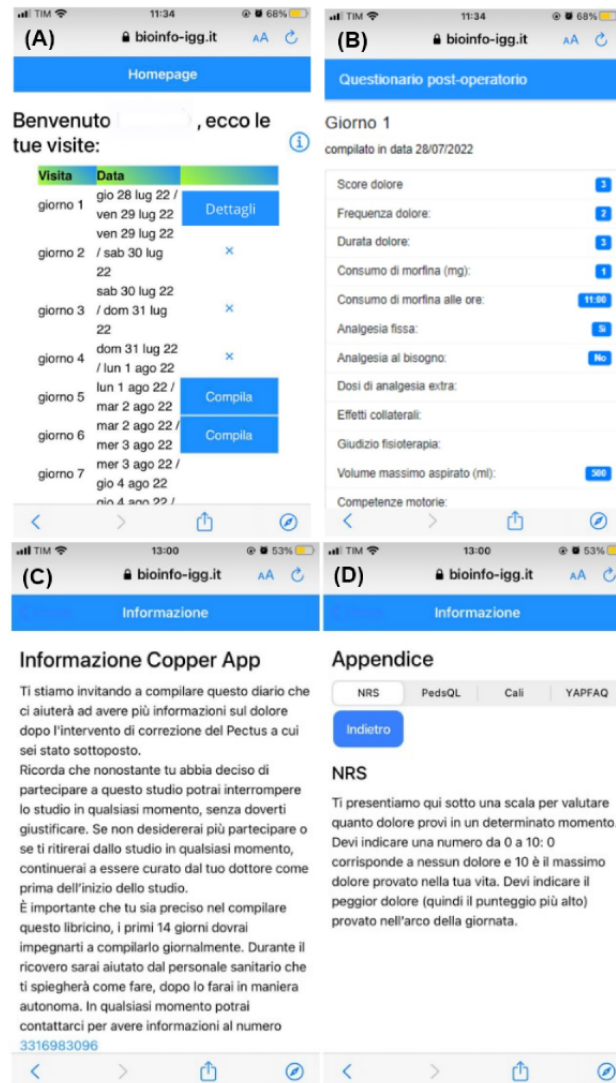 TIM 11:34 68%
(A) bioinfo-igg.it AA
Homepage
Benvenuto , ecco le
tue visite:
Visita Data
giorno 1 gio 28 lug 22 / ven 29 lug 22 Dettagli
giorno 2 ven 29 lug 22 / sab 30 lug 22 ×
giorno 3 sab 30 lug 22 / dom 31 lug 22 ×
giorno 4 dom 31 lug 22 / lun 1 ago 22 ×
giorno 5 lun 1 ago 22 / mar 2 ago 22 Compila
giorno 6 mar 2 ago 22 / mer 3 ago 22 Compila
giorno 7 mer 3 ago 22 / gio 4 ago 22
gio 4 ago 22 /
TIM 11:34 68%
(B) bioinfo-igg.it AA
Questionario post-operatorio
Giorno 1
compilato in data 28/07/2022
Score dolore 3
Frequenza dolore: 2
Durata dolore: 3
Consumo di morfina (mg): 1
Consumo di morfina alle ore: 11:00
Analgesia fissa: Si
Analgesia al bisogno: No
Dosi di analgesia extra:
Effetti collaterali:
Giudizio fisioterapia:
Volume massimo aspirato (ml): 500
Competenze motorie:
TIM 13:00 53%
(C) bioinfo-igg.it AA
Informazione
Informazione Copper App
Ti stiamo invitando a compilare questo diario che
ci aiuterà ad avere più informazioni sul dolore
dopo l'intervento di correzione del Pectus a cui
sei stato sottoposto.
Ricorda che nonostante tu abbia deciso di
partecipare a questo studio potrai interrompere
lo studio in qualsiasi momento, senza doverti
giustificare. Se non desidererai più partecipare o
se ti ritirerai dallo studio in qualsiasi momento,
continuerai a essere curato dal tuo dottore come
prima dell'inizio dello studio.
È importante che tu sia preciso nel compilare
questo libricino, i primi 14 giorni dovrai
impegnarti a compilarlo giornalmente. Durante il
ricovero sarai aiutato dal personale sanitario che
ti spiegherà come fare, dopo lo farai in maniera
autonoma. In qualsiasi momento potrai
contattarci per avere informazioni al numero
3316983096
TIM 13:00 53%
(D) bioinfo-igg.it AA
Informazione
Appendice
NRS PedsQL Cali YAPFAQ
Indietro
NRS
Ti presentiamo qui sotto una scala per valutare
quanto dolore provi in un determinato momento.
Devi indicare una numero da 0 a 10: 0
corrisponde a nessun dolore e 10 è il massimo
dolore provato nella tua vita. Devi indicare il
peggior dolore (quindi il punteggio più alto)
provato nell'arco della giornata.